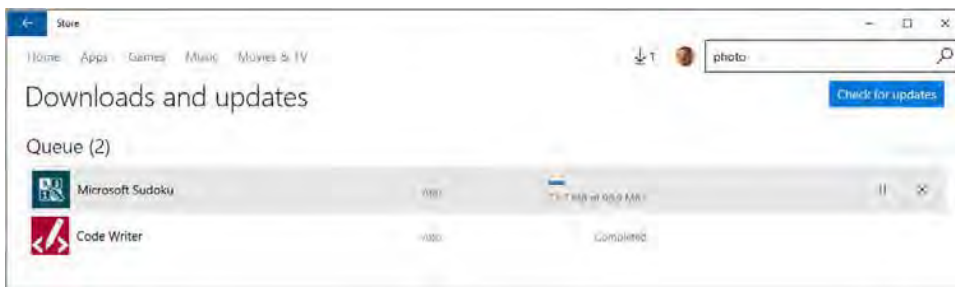 Store
Home Apps Games Music Movies & TV 1 photo
Downloads and updates Check for updates
Queue (2)
Microsoft Sudoku
Code Writer Completed